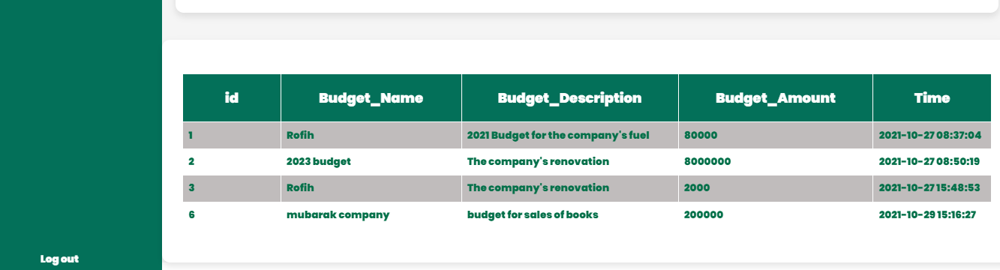 id Budget_Name Budget_Description Budget_Amount Time
1 Rofih 2021 Budget for the company's fuel 80000 2021-10-27 08:37:04
2 2023 budget The company's renovation 8000000 2021-10-27 08:50:19
3 Rofih The company's renovation 2000 2021-10-27 15:48:53
6 mubarak company budget for sales of books 200000 2021-10-29 15:16:27
Log out